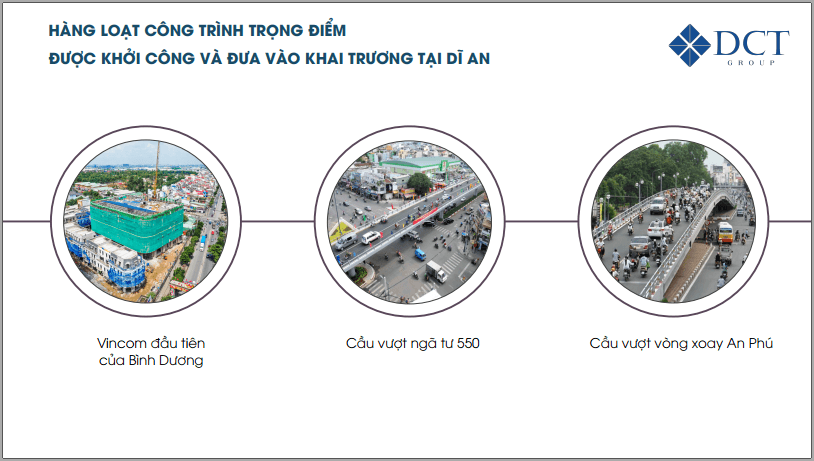 HÀNG LOẠT CÔNG TRÌNH TRỌNG ĐIỂM
ĐƯỢC KHỞI CÔNG VÀ ĐƯA VÀO KHAI TRƯƠNG TẠI DĨ AN
DCT
GROUP
Vincom đầu tiên
của Bình Dương
Cầu vượt ngã tư 550
Cầu vượt vòng xoay An Phú